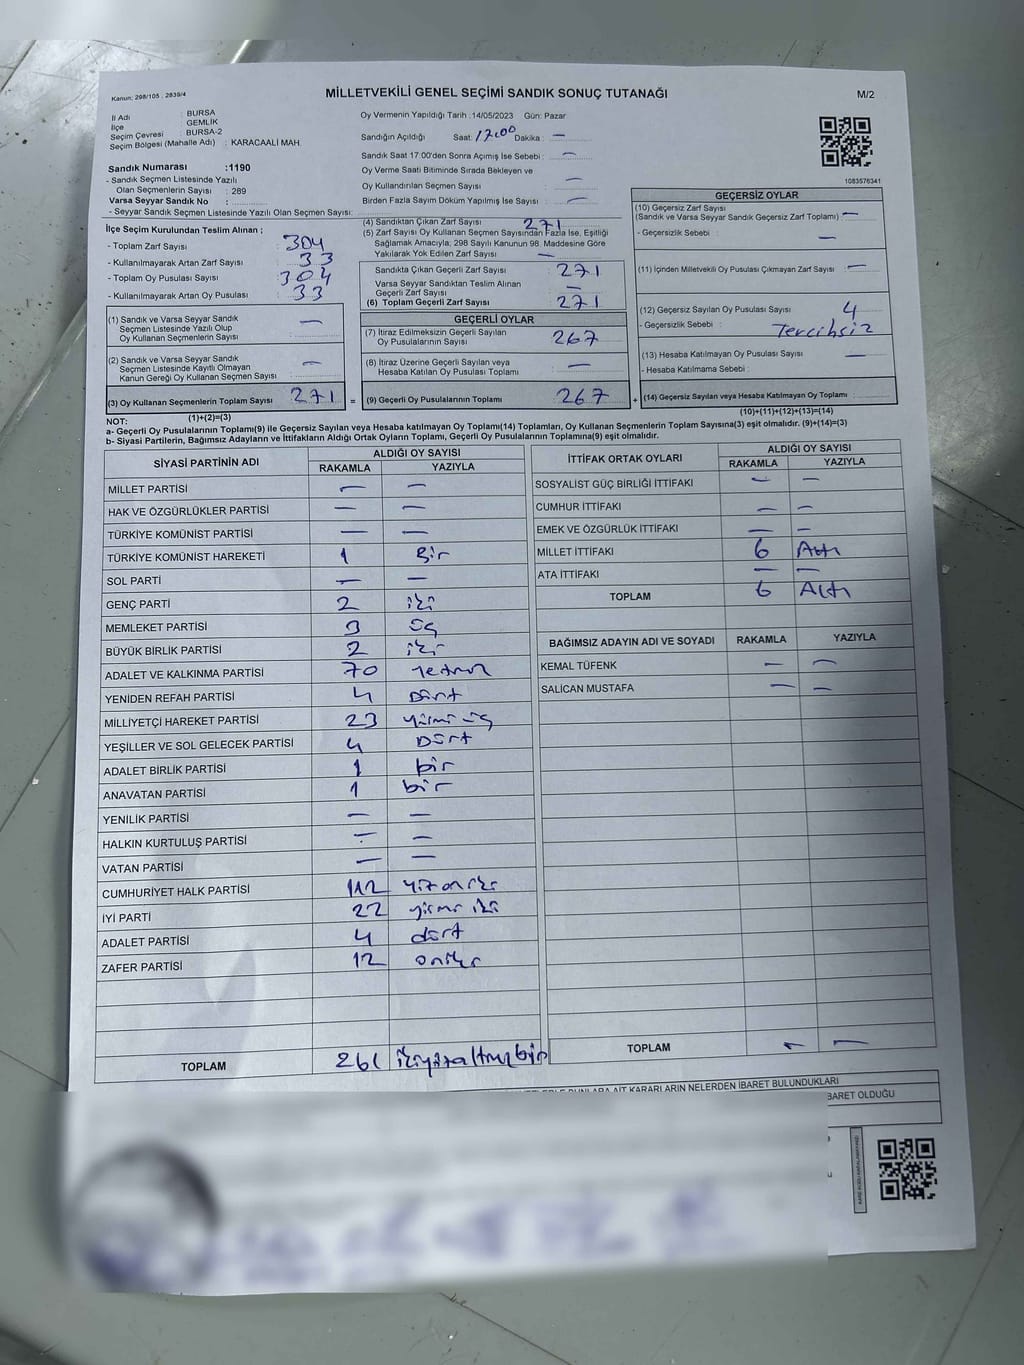 Kanun: 298/105 . 2839/4
MİLLETVEKİLİ GENEL SEÇİMİ SANDIK SONUÇ TUTANAĞI
M/2
İl Adı : BURSA
İlçe : GEMLİK
Seçim Çevresi : BURSA-2
Seçim Bölgesi (Mahalle Adı) : KARACAALİ MAH.
Sandık Numarası :1190
- Sandık Seçmen Listesinde Yazılı
Olan Seçmenlerin Sayısı : 289
Varsa Seyyar Sandık No :
- Seyyar Sandık Seçmen Listesinde Yazılı Olan Seçmen Sayısı:
Oy Vermenin Yapıldığı Tarih :14/05/2023 Gün: Pazar
Sandığın Açıldığı Saat: 17:00 Dakika: —
Sandık Saat 17:00'den Sonra Açımış İse Sebebi : —
Oy Verme Saati Bitiminde Sırada Bekleyen ve
Oy Kullandırılan Seçmen Sayısı : —
Birden Fazla Sayım Döküm Yapılmış İse Sayısı : —
1083576341
İlçe Seçim Kurulundan Teslim Alınan ;
- Toplam Zarf Sayısı : 304
- Kullanılmayarak Artan Zarf Sayısı : 33
- Toplam Oy Pusulası Sayısı : 304
- Kullanılmayarak Artan Oy Pusulası : 33
(1) Sandık ve Varsa Seyyar Sandık
Seçmen Listesinde Yazılı Olup
Oy Kullanan Seçmenlerin Sayısı : —
(2) Sandık ve Varsa Seyyar Sandık
Seçmen Listesinde Kayıtlı Olmayan
Kanun Gereği Oy Kullanan Seçmen Sayısı : —
(3) Oy Kullanan Seçmenlerin Toplam Sayısı : 271 =
(1)+(2)=(3)
(4) Sandıktan Çıkan Zarf Sayısı : 271
(5) Zarf Sayısı Oy Kullanan Seçmen Sayısından Fazla İse, Eşitliği
Sağlamak Amacıyla; 298 Sayılı Kanunun 98. Maddesine Göre
Yakılarak Yok Edilen Zarf Sayısı : —
Sandıkta Çıkan Geçerli Zarf Sayısı : 271
Varsa Seyyar Sandıktan Teslim Alınan
Geçerli Zarf Sayısı : —
(6) Toplam Geçerli Zarf Sayısı : 271
GEÇERLİ OYLAR
(7) İtiraz Edilmeksizin Geçerli Sayılan
Oy Pusulalarının Sayısı : 267
(8) İtiraz Üzerine Geçerli Sayılan veya
Hesaba Katılan Oy Pusulası Toplamı : —
(9) Geçerli Oy Pusulalarının Toplamı : 267 +
GEÇERSİZ OYLAR
(10) Geçersiz Zarf Sayısı
(Sandık ve Varsa Seyyar Sandık Geçersiz Zarf Toplamı) : —
- Geçersizlik Sebebi : —
(11) İçinden Milletvekili Oy Pusulası Çıkmayan Zarf Sayısı : —
(12) Geçersiz Sayılan Oy Pusulası Sayısı : 4
- Geçersizlik Sebebi : Tercihsiz
(13) Hesaba Katılmayan Oy Pusulası Sayısı : —
- Hesaba Katılmama Sebebi :
(14) Geçersiz Sayılan veya Hesaba Katılmayan Oy Toplamı :
(10)+(11)+(12)+(13)=(14)
NOT:
a- Geçerli Oy Pusulalarının Toplamı(9) ile Geçersiz Sayılan veya Hesaba katılmayan Oy Toplamı(14) Toplamları, Oy Kullanan Seçmenlerin Toplam Sayısına(3) eşit olmalıdır. (9)+(14)=(3)
b- Siyasi Partilerin, Bağımsız Adayların ve İttifakların Aldığı Ortak Oyların Toplamı, Geçerli Oy Pusulalarının Toplamına(9) eşit olmalıdır.
SİYASİ PARTİNİN ADI ALDIĞI OY SAYISI
RAKAMLA YAZIYLA
MİLLET PARTİSİ — —
HAK VE ÖZGÜRLÜKLER PARTİSİ — —
TÜRKİYE KOMÜNİST PARTİSİ — —
TÜRKİYE KOMÜNİST HAREKETİ 1 Bir
SOL PARTİ — —
GENÇ PARTİ 2 iki
MEMLEKET PARTİSİ 3 üç
BÜYÜK BİRLİK PARTİSİ 2 iki
ADALET VE KALKINMA PARTİSİ 70 Yetmiş
YENİDEN REFAH PARTİSİ 4 Dört
MİLLİYETÇİ HAREKET PARTİSİ 23 yirmi üç
YEŞİLLER VE SOL GELECEK PARTİSİ 4 Dört
ADALET BİRLİK PARTİSİ 1 bir
ANAVATAN PARTİSİ 1 bir
YENİLİK PARTİSİ — —
HALKIN KURTULUŞ PARTİSİ — —
VATAN PARTİSİ — —
CUMHURİYET HALK PARTİSİ 112 Yüz on iki
İYİ PARTİ 22 yirmi iki
ADALET PARTİSİ 4 dört
ZAFER PARTİSİ 12 oniki
TOPLAM 261 ikiyüzaltmışbir
İTTİFAK ORTAK OYLARI ALDIĞI OY SAYISI
RAKAMLA YAZIYLA
SOSYALİST GÜÇ BİRLİĞİ İTTİFAKI — —
CUMHUR İTTİFAKI — —
EMEK VE ÖZGÜRLÜK İTTİFAKI — —
MİLLET İTTİFAKI 6 Altı
ATA İTTİFAKI — —
TOPLAM 6 Altı
BAĞIMSIZ ADAYIN ADI VE SOYADI RAKAMLA YAZIYLA
KEMAL TÜFENK — —
SALİCAN MUSTAFA — —
TOPLAM — —
KARARLARIN NELERDEN İBARET BULUNDUKLARI
BARET OLDUĞU